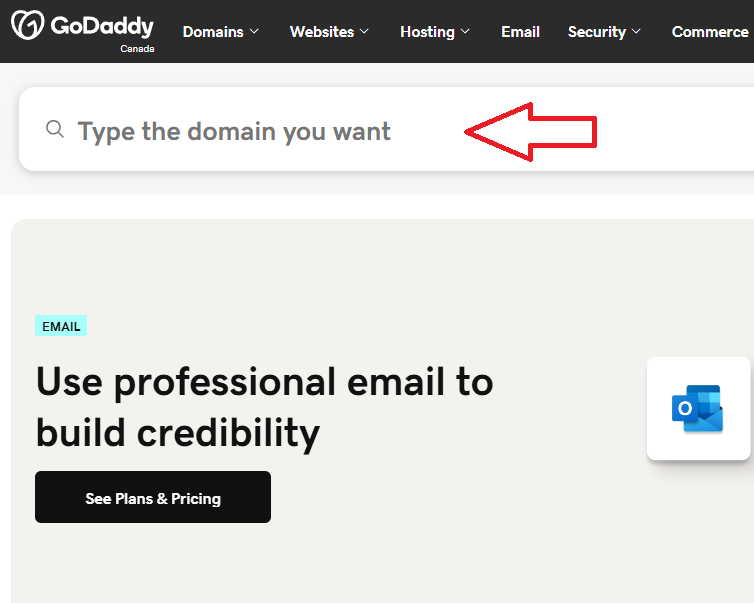 GoDaddy
Canada
Domains Websites Hosting Email Security Commerce
Type the domain you want
EMAIL
Use professional email to
build credibility
O
See Plans & Pricing